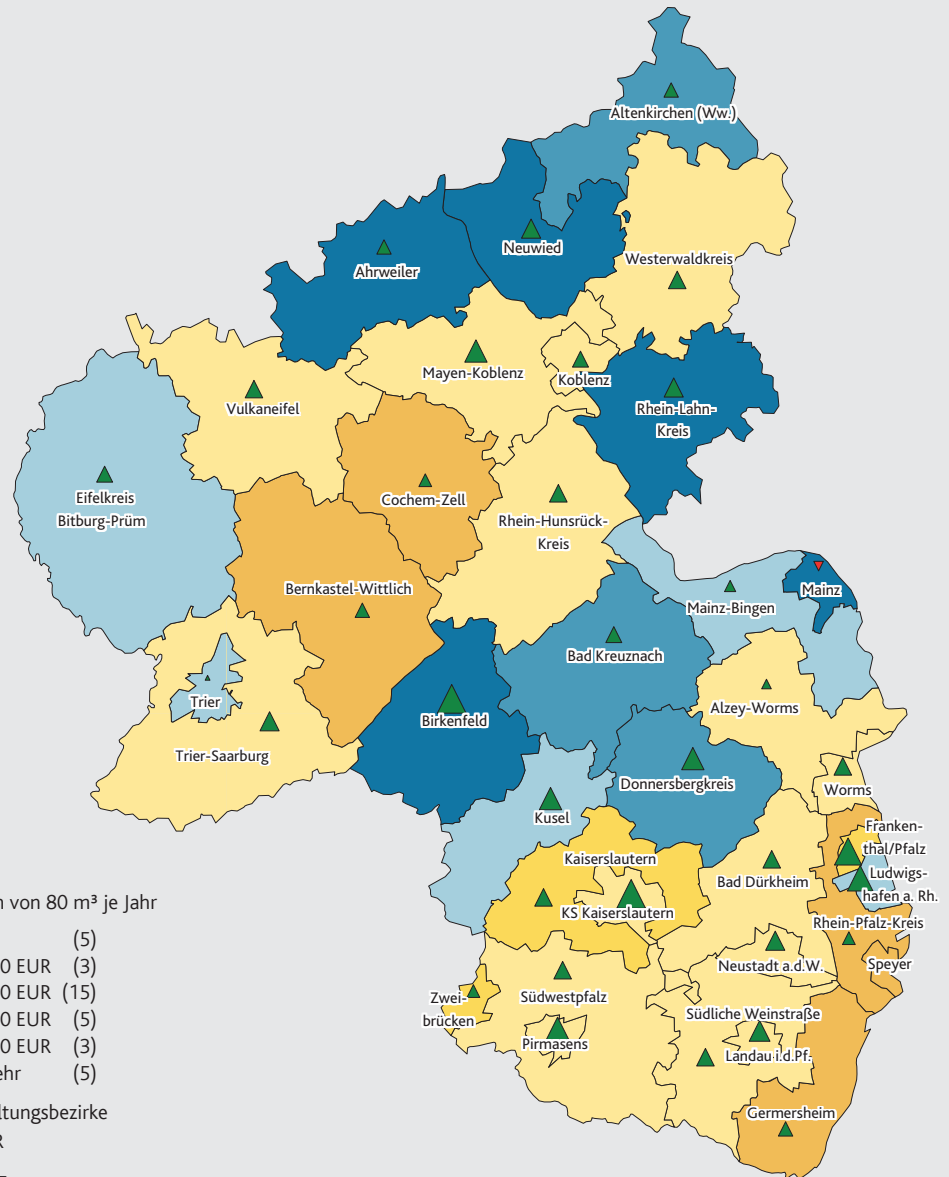 Altenkirchen (Ww.)
Neuwied
Ahrweiler
Westerwaldkreis
Mayen-Koblenz
Koblenz
Vulkaneifel
Rhein-Lahn-
Kreis
Eifelkreis
Bitburg-Prüm
Cochem-Zell
Rhein-Hunsrück-
Kreis
Bernkastel-Wittlich
Mainz
Mainz-Bingen
Bad Kreuznach
Trier
Alzey-Worms
Birkenfeld
Trier-Saarburg
Donnersbergkreis
Worms
Kusel
Franken-
thal/Pfalz
Kaiserslautern
Ludwigs-
hafen a. Rh.
Bad Dürkheim
KS Kaiserslautern
Rhein-Pfalz-Kreis
Neustadt a.d.W.
Speyer
Zwei-
brücken
Südwestpfalz
Südliche Weinstraße
Pirmasens
Landau i.d.Pf.
Germersheim
von 80 m³ je Jahr
(5)
0 EUR (3)
0 EUR (15)
0 EUR (5)
0 EUR (3)
ehr (5)
ltungsbezirke
R